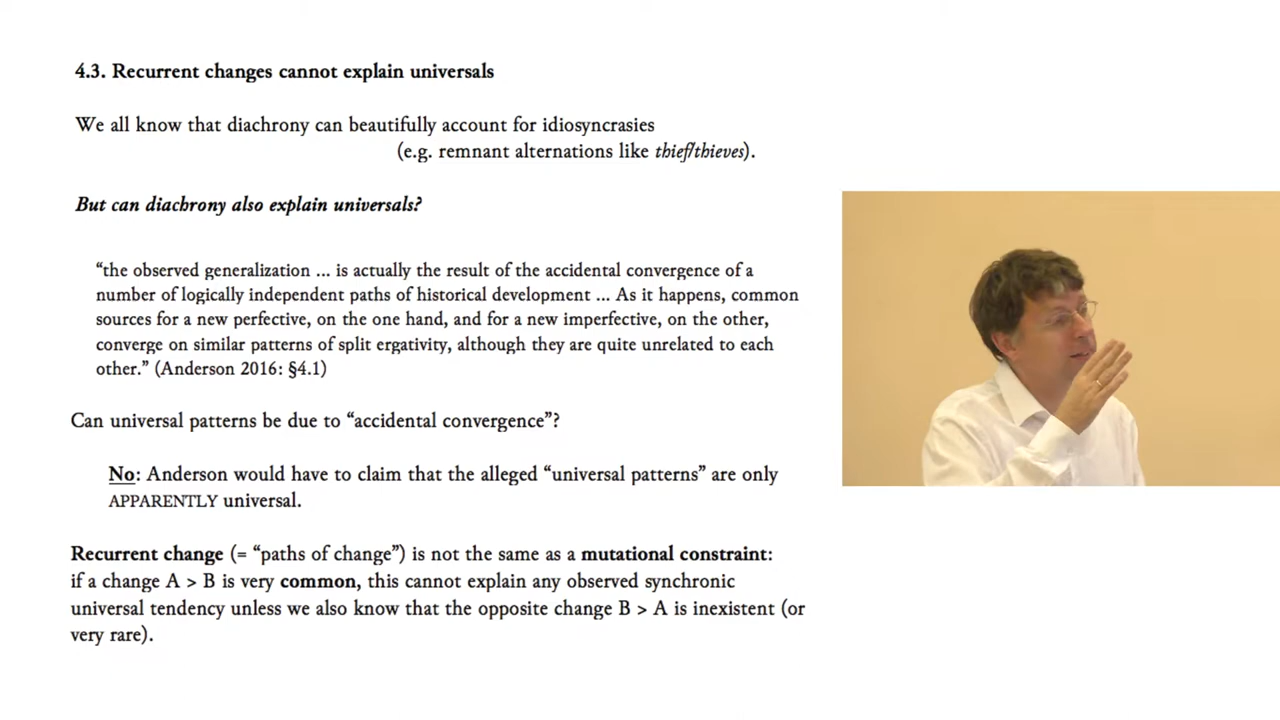 4.3. Recurrent changes cannot explain universals
We all know that diachrony can beautifully account for idiosyncrasies
(e.g. remnant alternations like thief/thieves).
But can diachrony also explain universals?
“the observed generalization ... is actually the result of the accidental convergence of a
number of logically independent paths of historical development ... As it happens, common
sources for a new perfective, on the one hand, and for a new imperfective, on the other,
converge on similar patterns of split ergativity, although they are quite unrelated to each
other.” (Anderson 2016: §4.1)
Can universal patterns be due to “accidental convergence”?
No: Anderson would have to claim that the alleged “universal patterns” are only
APPARENTLY universal.
Recurrent change (= “paths of change”) is not the same as a mutational constraint:
if a change A > B is very common, this cannot explain any observed synchronic
universal tendency unless we also know that the opposite change B > A is inexistent (or
very rare).